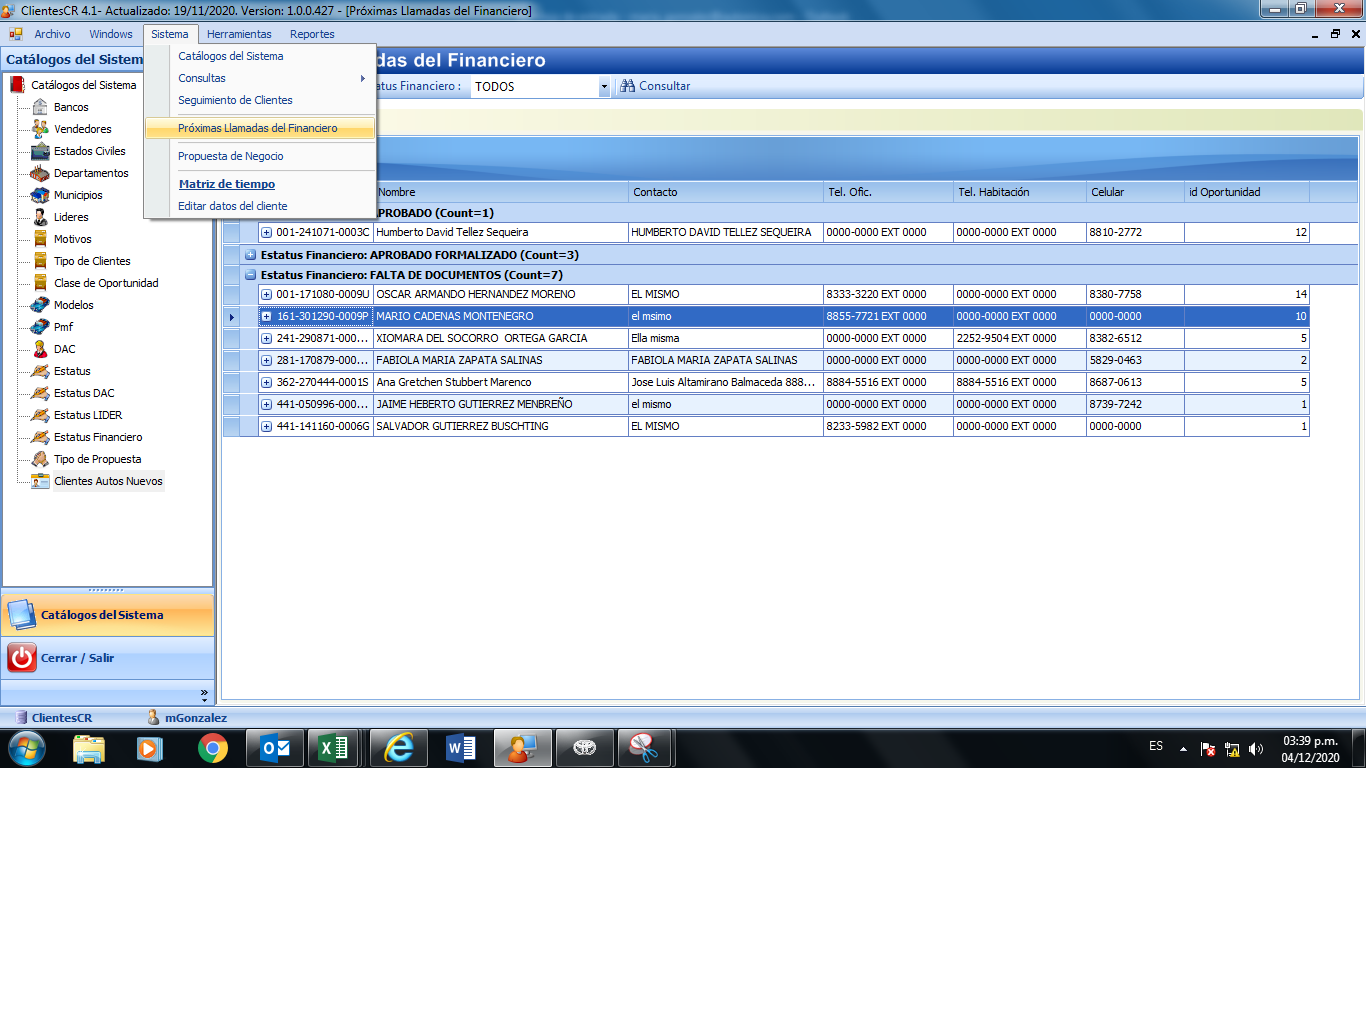 ClientesCR 4.1- Actualizado: 19/11/2020. Version: 1.0.0.427 - [Próximas Llamadas del Financiero]
Archivo Windows Sistema Herramientas Reportes
Catálogos del Sistem
das del Financiero
Catálogos del Sistema
Consultas
Seguimiento de Clientes
Próximas Llamadas del Financiero
Propuesta de Negocio
Matriz de tiempo
Editar datos del cliente
atus Financiero : TODOS Consultar
Catálogos del Sistema
Bancos
Vendedores
Estados Civiles
Departamentos
Municipios
Lideres
Motivos
Tipo de Clientes
Clase de Oportunidad
Modelos
Pmf
DAC
Estatus
Estatus DAC
Estatus LIDER
Estatus Financiero
Tipo de Propuesta
Clientes Autos Nuevos
Nombre Contacto Tel. Ofic. Tel. Habitación Celular id Oportunidad
PROBADO (Count=1)
001-241071-0003C Humberto David Tellez Sequeira HUMBERTO DAVID TELLEZ SEQUEIRA 0000-0000 EXT 0000 0000-0000 EXT 0000 8810-2772 12
Estatus Financiero: APROBADO FORMALIZADO (Count=3)
Estatus Financiero: FALTA DE DOCUMENTOS (Count=7)
001-171080-0009U OSCAR ARMANDO HERNANDEZ MORENO EL MISMO 8333-3220 EXT 0000 0000-0000 EXT 0000 8380-7758 14
161-301290-0009P MARIO CADENAS MONTENEGRO el msimo 8855-7721 EXT 0000 0000-0000 EXT 0000 0000-0000 10
241-290871-000... XIOMARA DEL SOCORRO  ORTEGA GARCIA Ella misma 0000-0000 EXT 0000 2252-9504 EXT 0000 8382-6512 5
281-170879-000... FABIOLA MARIA ZAPATA SALINAS FABIOLA MARIA ZAPATA SALINAS 0000-0000 EXT 0000 0000-0000 EXT 0000 5829-0463 2
362-270444-0001S Ana Gretchen Stubbert Marenco Jose Luis Altamirano Balmaceda 888... 8884-5516 EXT 0000 8884-5516 EXT 0000 8687-0613 5
441-050996-000... JAIME HEBERTO GUTIERREZ MENBREÑO el mismo 0000-0000 EXT 0000 0000-0000 EXT 0000 8739-7242 1
441-141160-0006G SALVADOR GUTIERREZ BUSCHTING EL MISMO 8233-5982 EXT 0000 0000-0000 EXT 0000 0000-0000 1
Catálogos del Sistema
Cerrar / Salir
ClientesCR mGonzalez
ES
03:39 p.m.
04/12/2020